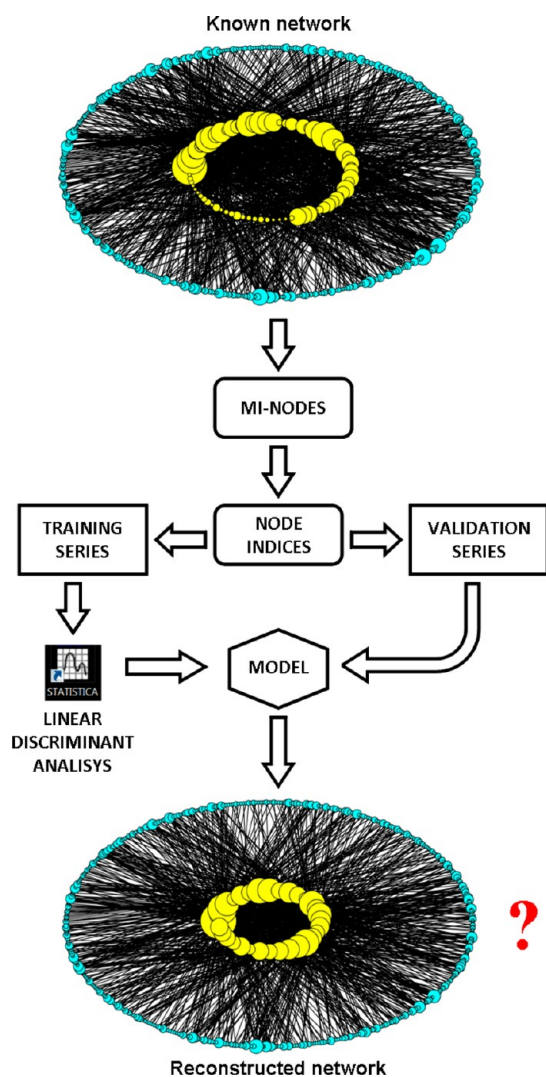 Known network
MI-NODES
TRAINING
SERIES
NODE
INDICES
VALIDATION
SERIES
STATISTICA
MODEL
LINEAR
DISCRIMINANT
ANALISYS
?
Reconstructed network